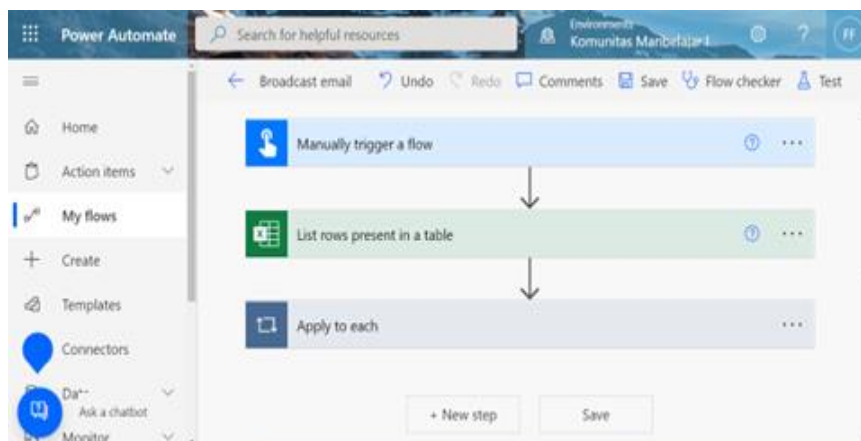 Power Automate
Search for helpful resources
Environments
Komunitas Manbelajar I
FF
Broadcast email
Undo
Redo
Comments
Save
Flow checker
Test
Home
Action items
My flows
Create
Templates
Connectors
Ask a chatbot
Monitor
Manually trigger a flow
List rows present in a table
Apply to each
+ New step
Save